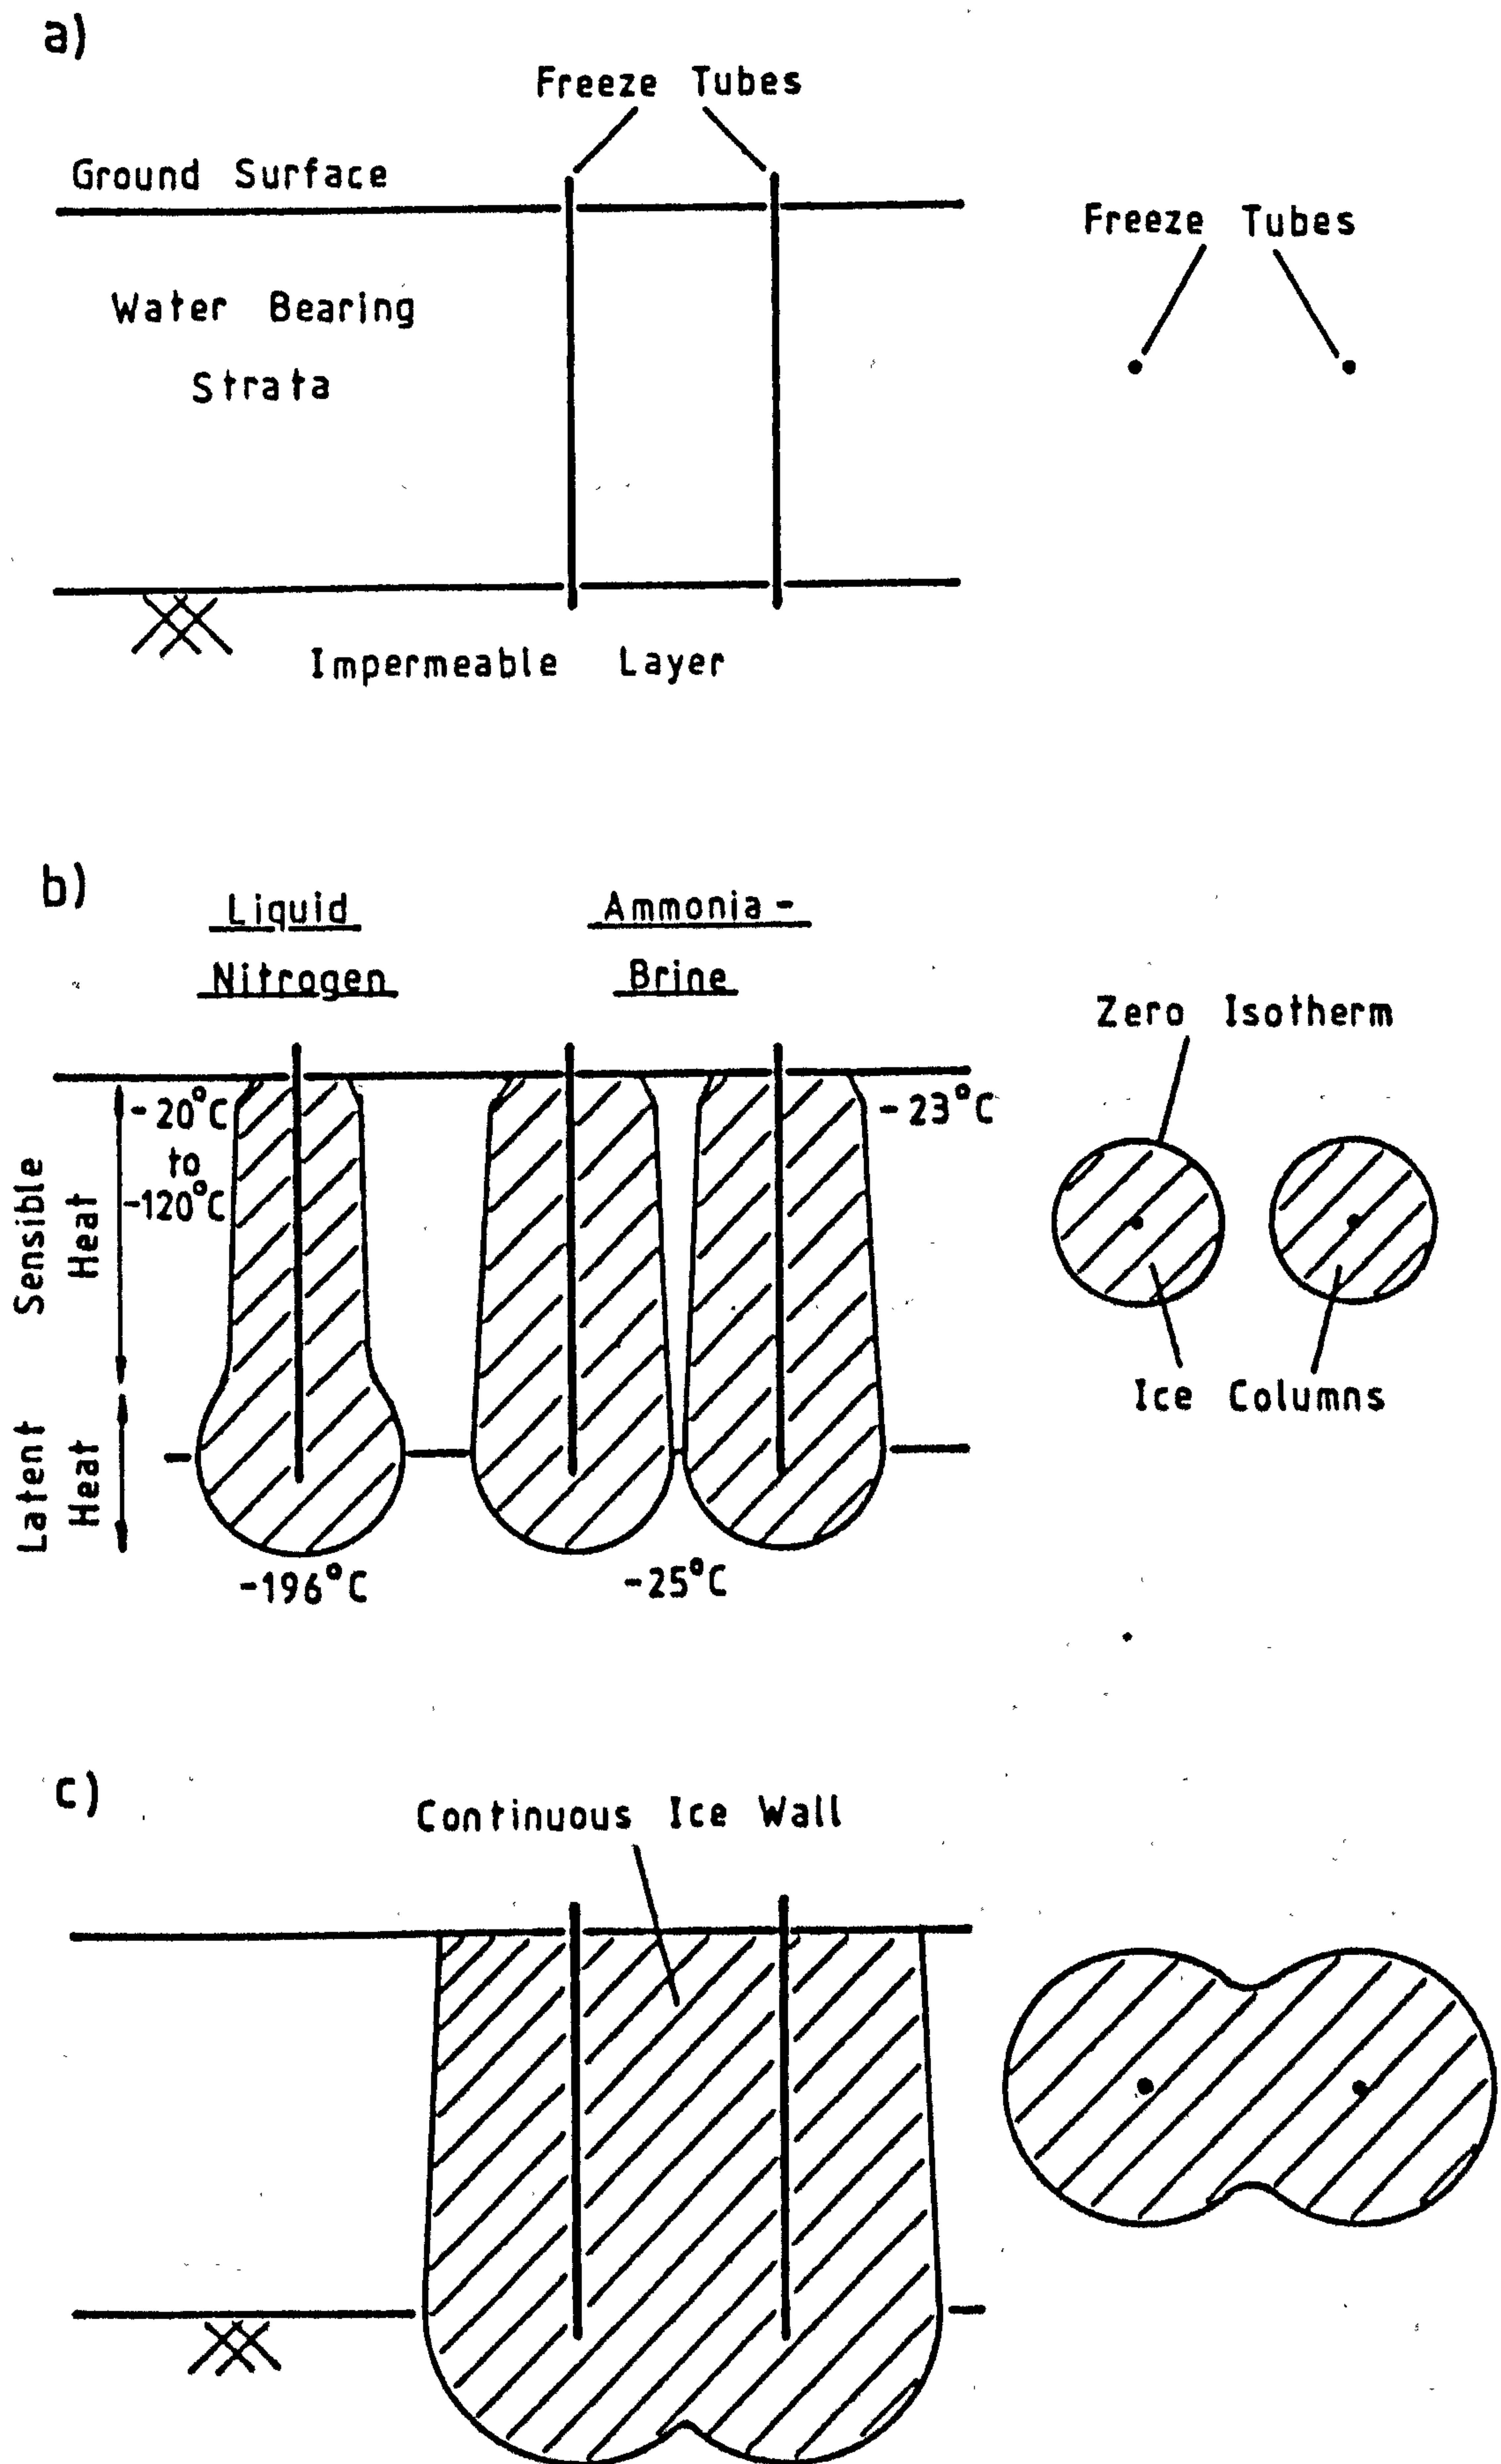 a)
Freeze Tubes
Ground Surface
Freeze Tubes
Water Bearing
Strata
Impermeable Layer
b)
Liquid
Nitrogen
Ammonia -
Brine
Zero Isotherm
-20°C
to
-120°C
-23°C
Sensible
Heat
Latent
Heat
Ice Columns
-196°C
-25°C
c)
Continuous Ice Wall